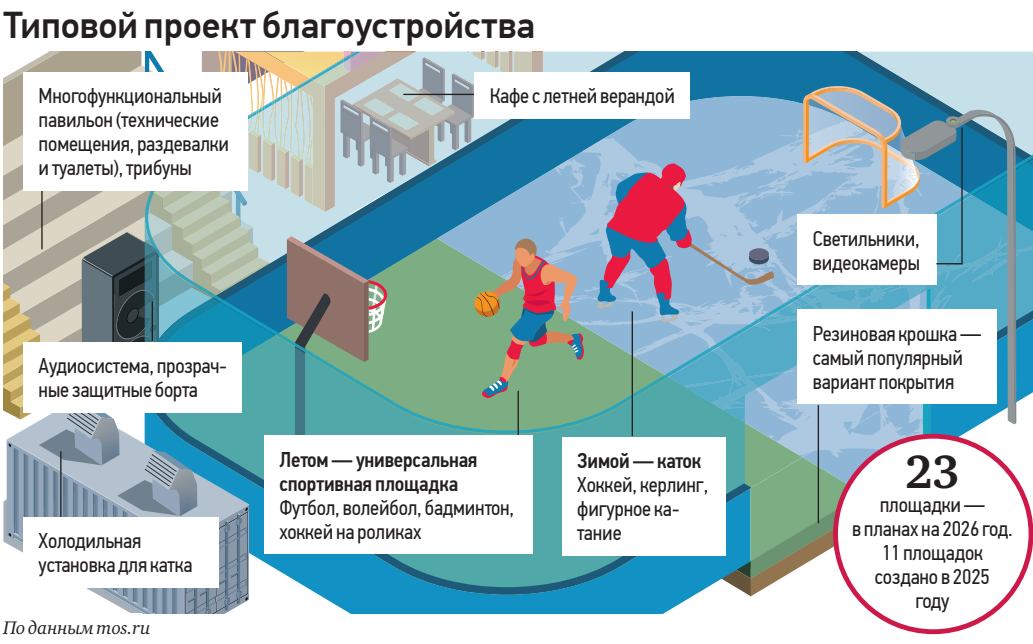 Типовой проект благоустройства
Многофункциональный
павильон (технические
помещения, раздевалки
и туалеты), трибуны
Кафе с летней верандой
Светильники,
видеокамеры
Резиновая крошка —
самый популярный
вариант покрытия
Аудиосистема, прозрач-
ные защитные борта
Летом — универсальная
спортивная площадка
Футбол, волейбол, бадминтон,
хоккей на роликах
Зимой — каток
Хоккей, керлинг,
фигурное ка-
тание
Холодильная
установка для катка
23
площадки —
в планах на 2026 год.
11 площадок
создано в 2025
году
По данным mos.ru